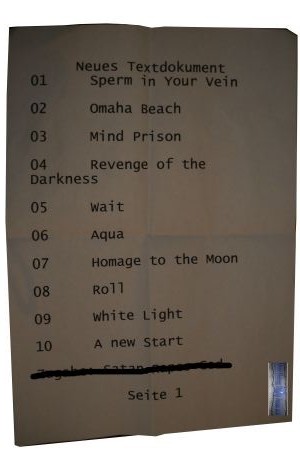 Neues Textdokument
01 Sperm in Your Vein
02 Omaha Beach
03 Mind Prison
04 Revenge of the
Darkness
05 Wait
06 Aqua
07 Homage to the Moon
08 Roll
09 White Light
10 A new Start
Seite 1